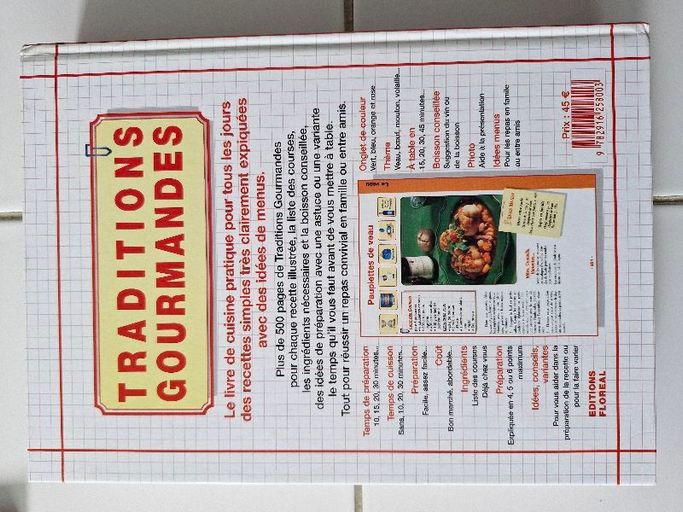 TRADITIONS
GOURMANDES
Le livre de cuisine pratique pour tous les jours
des recettes simples très clairement expliquées
avec des idées de menus.
Plus de 500 pages de Traditions Gourmandes
pour chaque recette illustrée, la liste des courses,
les ingrédients nécessaires et la boisson conseillée,
des idées de préparation avec une astuce ou une variante
le temps qu'il vous faut avant de vous mettre à table.
Tout pour réussir un repas convivial en famille ou entre amis.
Temps de préparation
10, 15, 20, 30 minutes...
Temps de cuisson
Sans, 10, 20, 30 minutes...
Préparation
Facile, assez facile...
Coût
Bon marché, abordable...
Ingrédients
Liste des courses
Déjà chez vous
Préparation
Expliquée en 4, 5 ou 6 points
maximum
Idées, conseils,
variantes
Pour vous aider dans la
préparation de la recette ou
pour la faire varier
EDITIONS
FLOREAL
Le veau
Paupiettes de veau
Onglet de couleur
Vert, bleu, orange et rose
Thème
Veau, bœuf, mouton, volaille...
À table en
15, 20, 30, 45 minutes...
Boisson conseillée
Suggestion du vin ou
de la boisson
Photo
Aide à la présentation
Idées menus
Pour les repas en famille
ou entre amis
Prix : 45 €
9 782916 258003